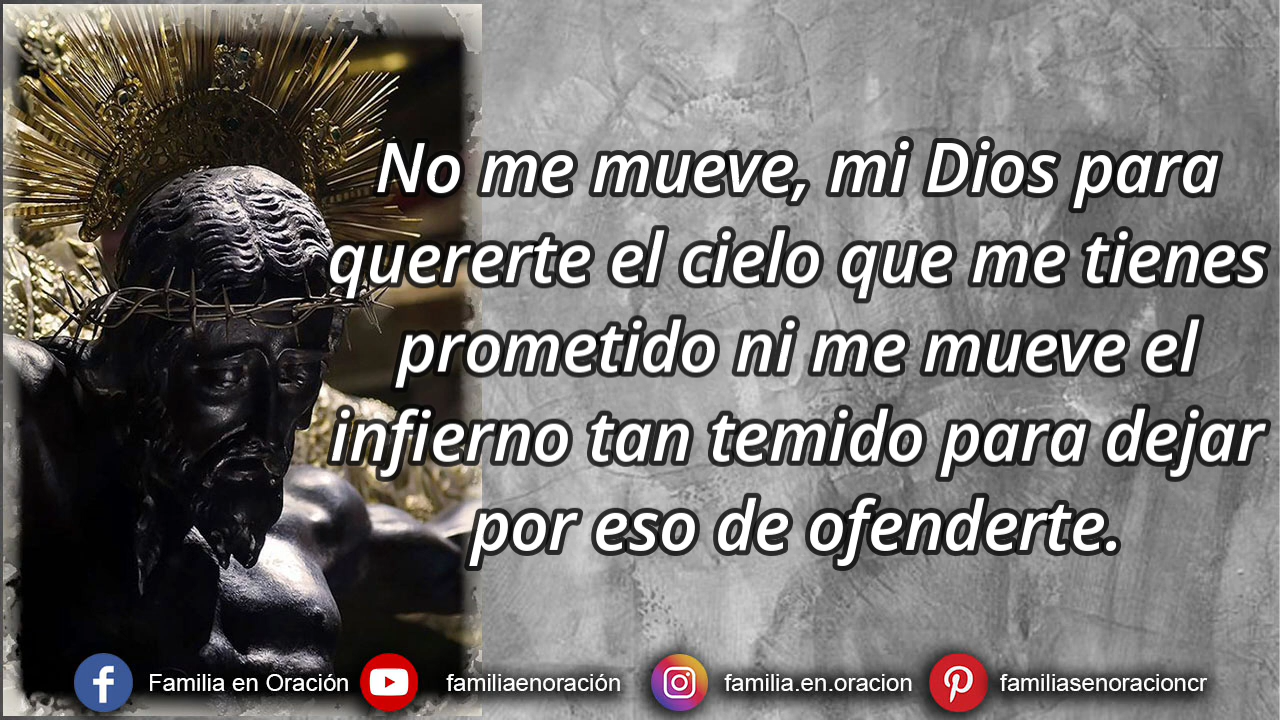 No me mueve, mi Dios para
quererte el cielo que me tienes
prometido ni me mueve el
infierno tan temido para dejar
por eso de ofenderte.
Familia en Oración
familiaenoración
familia.en.oracion
familiasenoracioncr